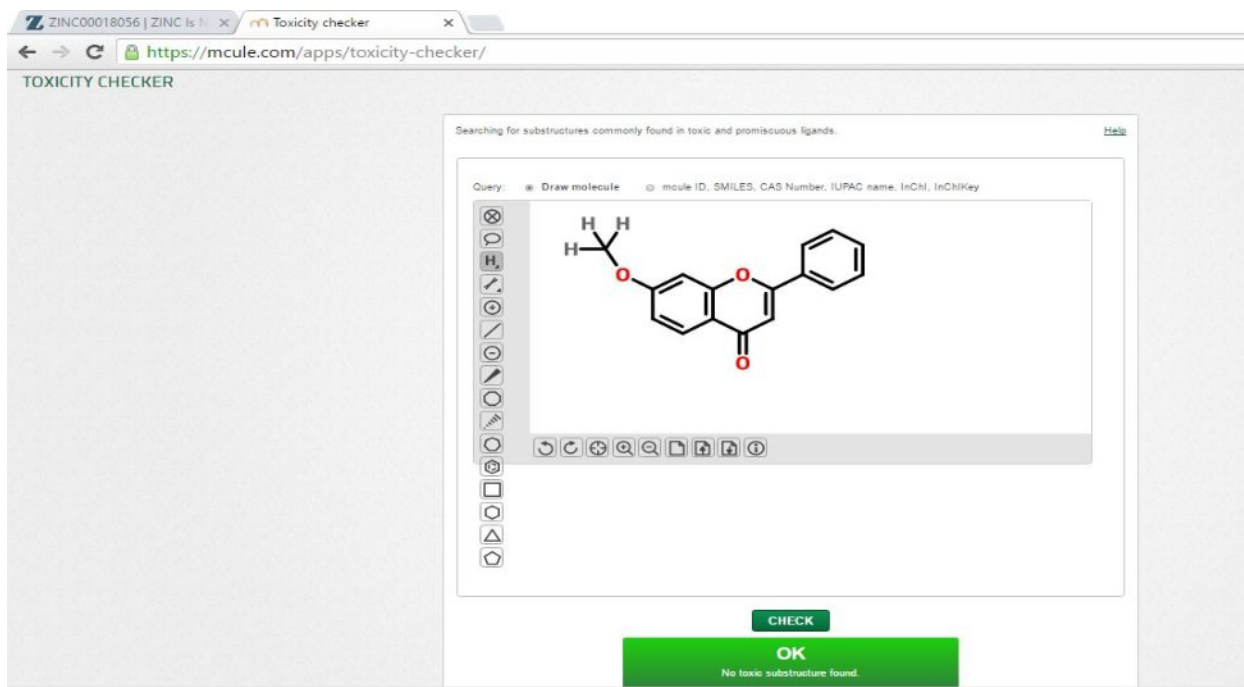 ZINC00018056 | ZINC Is N
Toxicity checker
https://mcule.com/apps/toxicity-checker/
TOXICITY CHECKER
Searching for substructures commonly found in toxic and promiscuous ligands.
Help
Query: Draw molecule mcule ID, SMILES, CAS Number, IUPAC name, InChI, InChIKey
H H
H
H
O
O
O
CHECK
OK
No toxic substructure found.